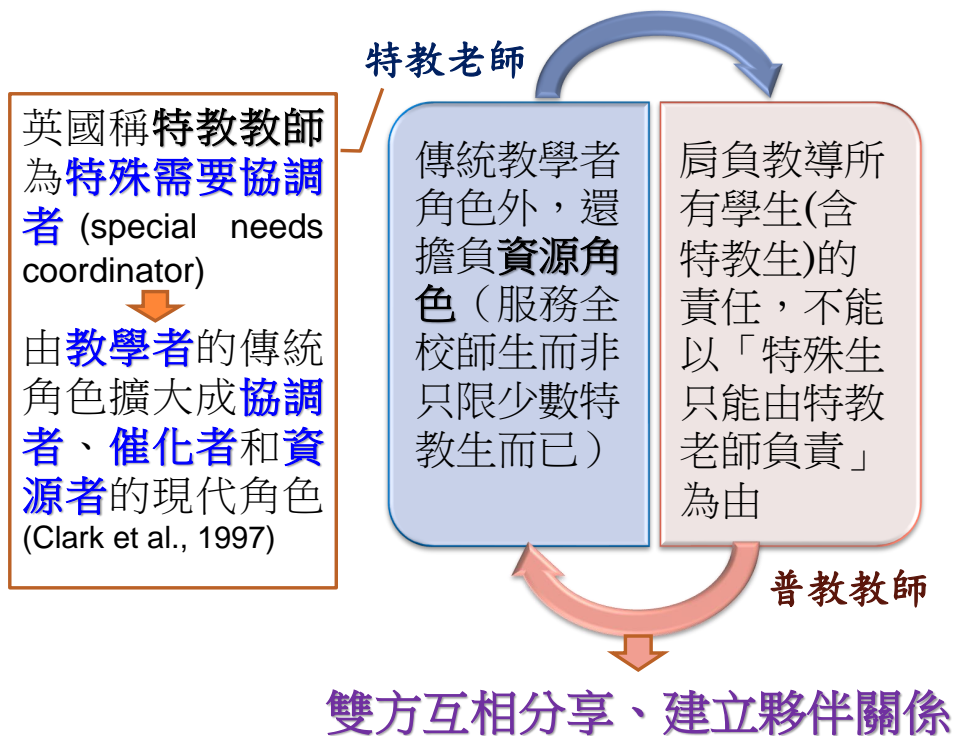 特教老師
英國稱特教教師
為特殊需要協調
者 (special needs
coordinator)
由教學者的傳統
角色擴大成協調
者、催化者和資
源者的現代角色
(Clark et al., 1997)
傳統教學者
角色外，還
擔負資源角
色（服務全
校師生而非
只限少數特
教生而已）
肩負教導所
有學生(含
特教生)的
責任，不能
以「特殊生
只能由特教
老師負責」
為由
普教教師
雙方互相分享、建立夥伴關係